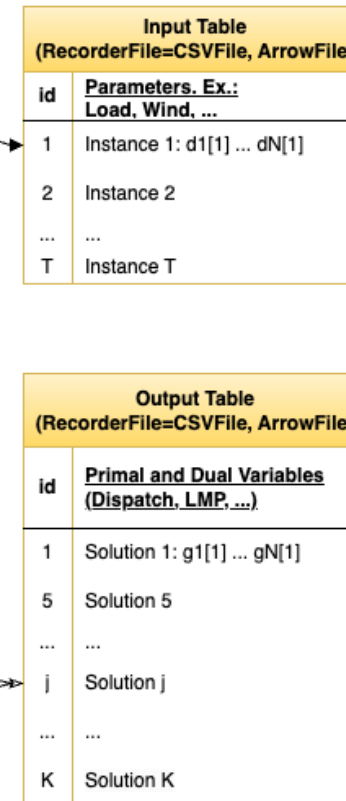 Input Table
(RecorderFile=CSVFile, ArrowFile
id
Parameters. Ex.:
Load, Wind, ...
1 Instance 1: d1[1] ... dN[1]
2 Instance 2
... ...
T Instance T
Output Table
(RecorderFile=CSVFile, ArrowFile
id
Primal and Dual Variables
(Dispatch, LMP, ...)
1 Solution 1: g1[1] ... gN[1]
5 Solution 5
... ...
j Solution j
... ...
K Solution K